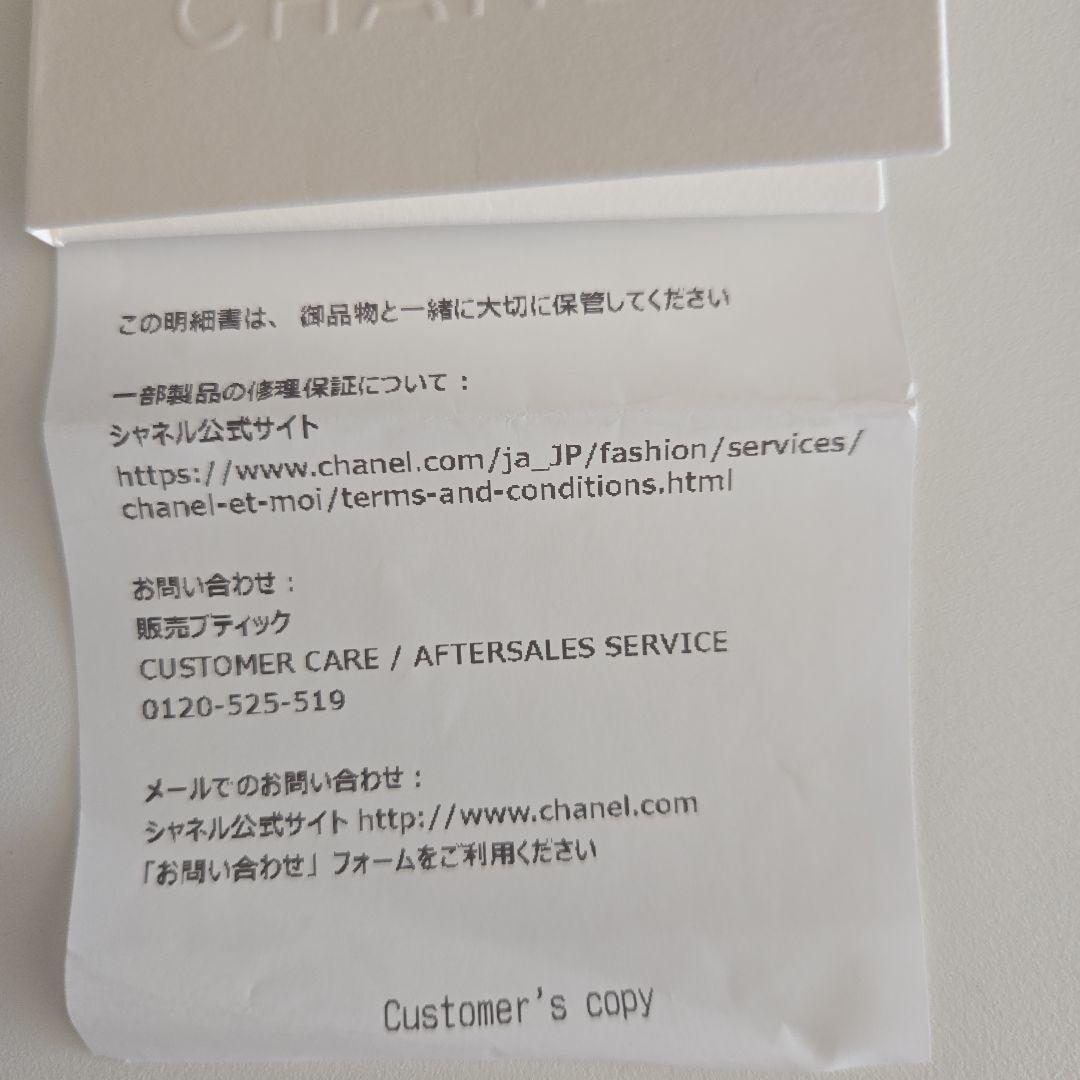 CHANEL
この明細書は、御品物と一緒に大切に保管してください
一部製品の修理保証について：
シャネル公式サイト
https://www.chanel.com/ja_JP/fashion/services/
chanel-et-moi/terms-and-conditions.html
お問い合わせ：
販売ブティック
CUSTOMER CARE / AFTERSALES SERVICE
0120-525-519
メールでのお問い合わせ：
シャネル公式サイト http://www.chanel.com
「お問い合わせ」フォームをご利用ください
Customer's copy